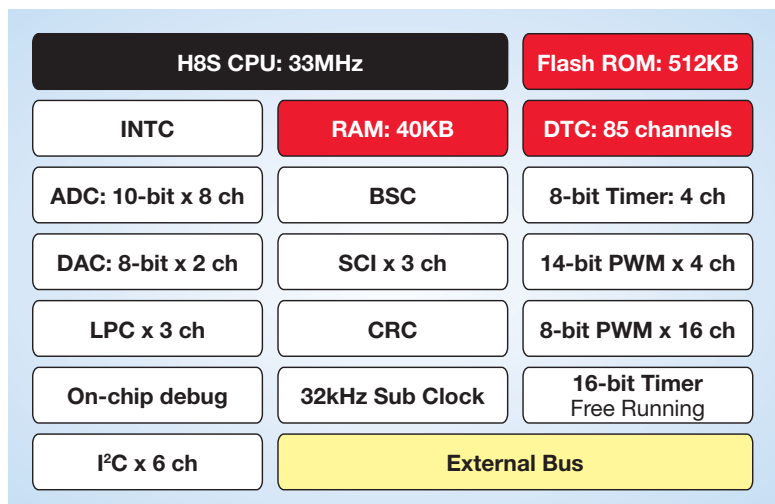 H8S CPU: 33MHz
Flash ROM: 512KB
INTC
RAM: 40KB
DTC: 85 channels
ADC: 10-bit x 8 ch
BSC
8-bit Timer: 4 ch
DAC: 8-bit x 2 ch
SCI x 3 ch
14-bit PWM x 4 ch
LPC x 3 ch
CRC
8-bit PWM x 16 ch
On-chip debug
32kHz Sub Clock
16-bit Timer
Free Running
I²C x 6 ch
External Bus